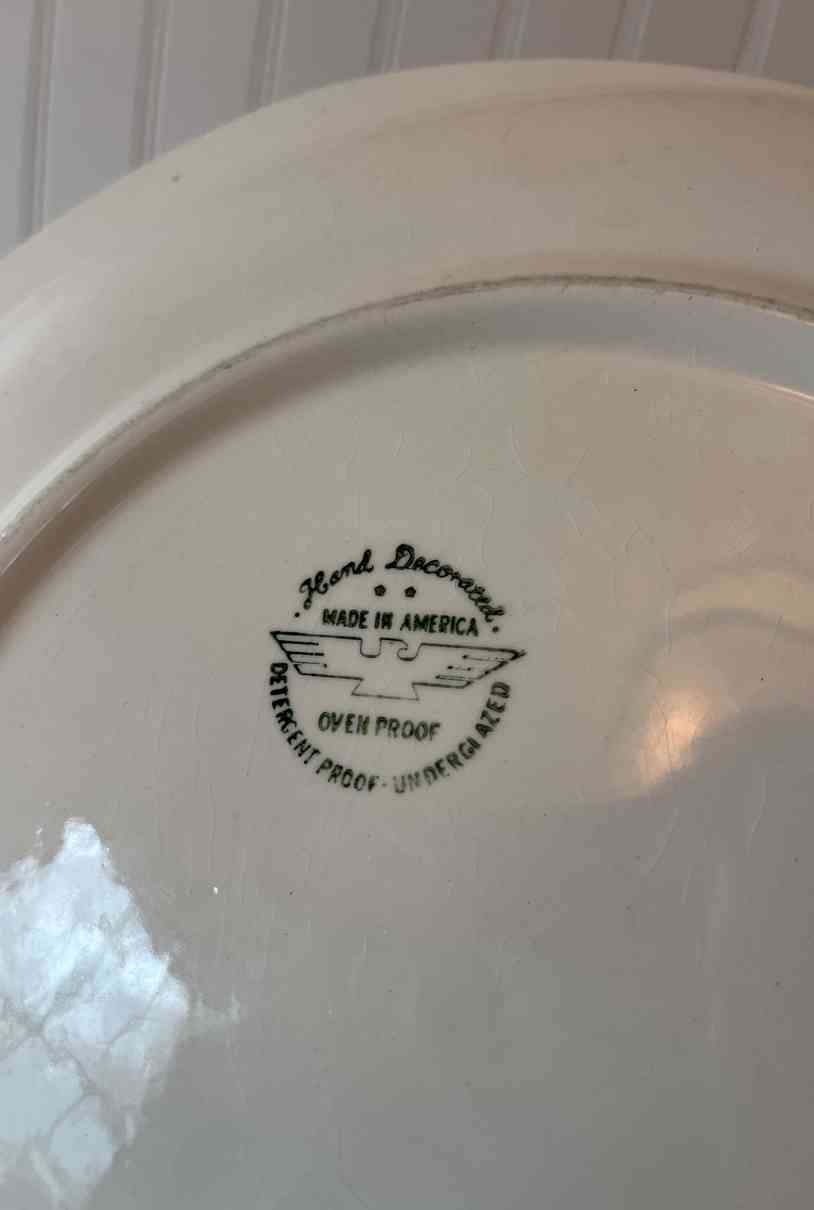 Hand Decorated
MADE IN AMERICA
OVEN PROOF
DETERGENT PROOF · UNDERGLAZED